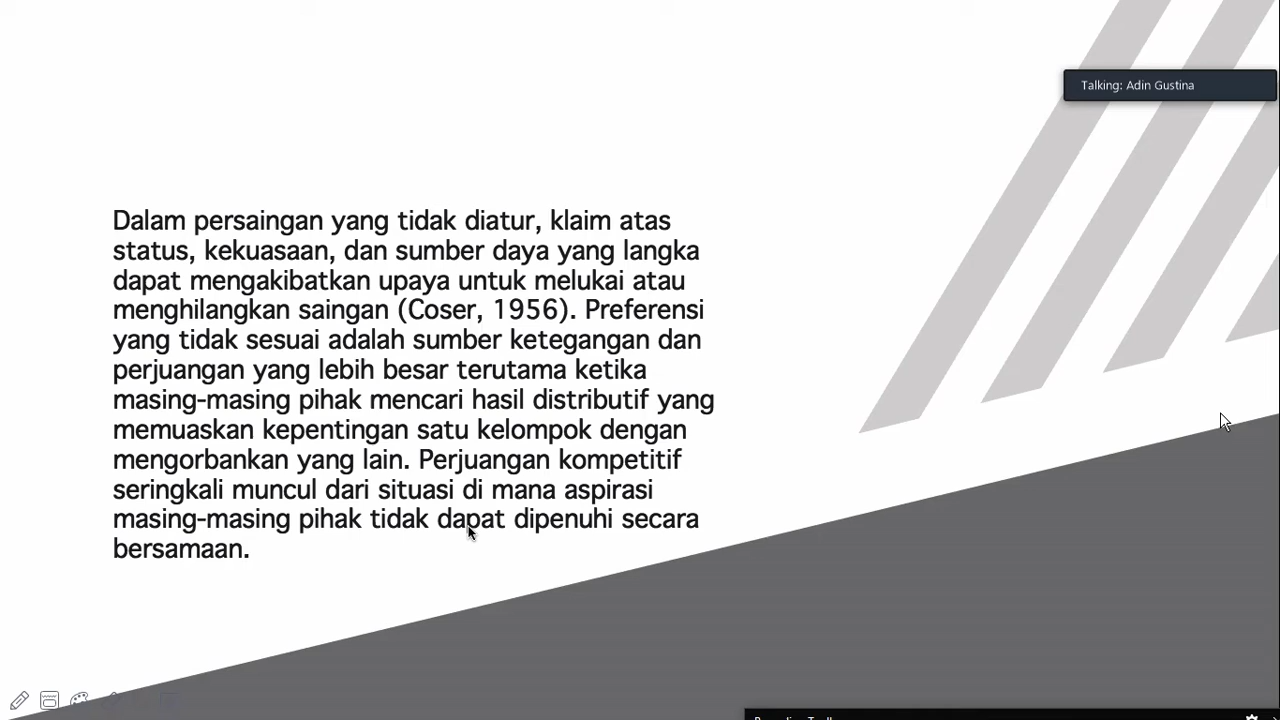 Talking: Adin Gustina
Dalam persaingan yang tidak diatur, klaim atas
status, kekuasaan, dan sumber daya yang langka
dapat mengakibatkan upaya untuk melukai atau
menghilangkan saingan (Coser, 1956). Preferensi
yang tidak sesuai adalah sumber ketegangan dan
perjuangan yang lebih besar terutama ketika
masing-masing pihak mencari hasil distributif yang
memuaskan kepentingan satu kelompok dengan
mengorbankan yang lain. Perjuangan kompetitif
seringkali muncul dari situasi di mana aspirasi
masing-masing pihak tidak dapat dipenuhi secara
bersamaan.